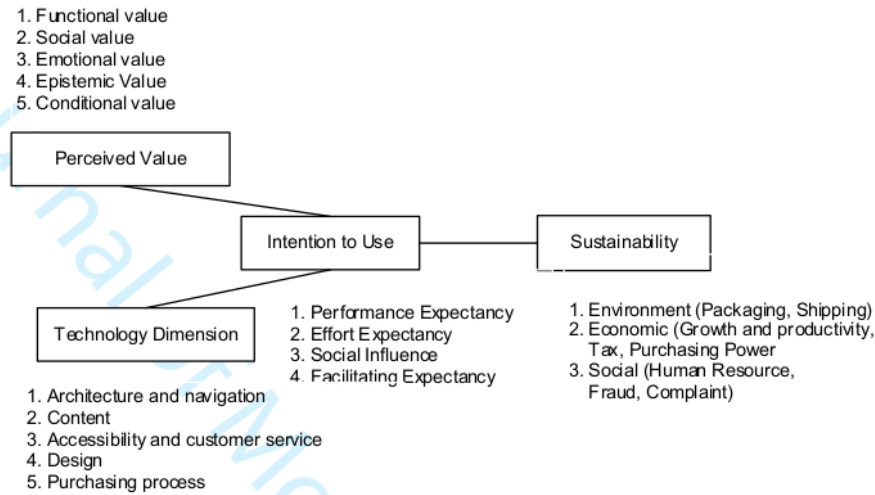 1. Functional value
2. Social value
3. Emotional value
4. Epistemic Value
5. Conditional value
Perceived Value
Intention to Use
Sustainability
Technology Dimension
1. Performance Expectancy
2. Effort Expectancy
3. Social Influence
4. Facilitating Expectancy
1. Environment (Packaging, Shipping)
2. Economic (Growth and productivity,
Tax, Purchasing Power
3. Social (Human Resource,
Fraud, Complaint)
1. Architecture and navigation
2. Content
3. Accessibility and customer service
4. Design
5. Purchasing process